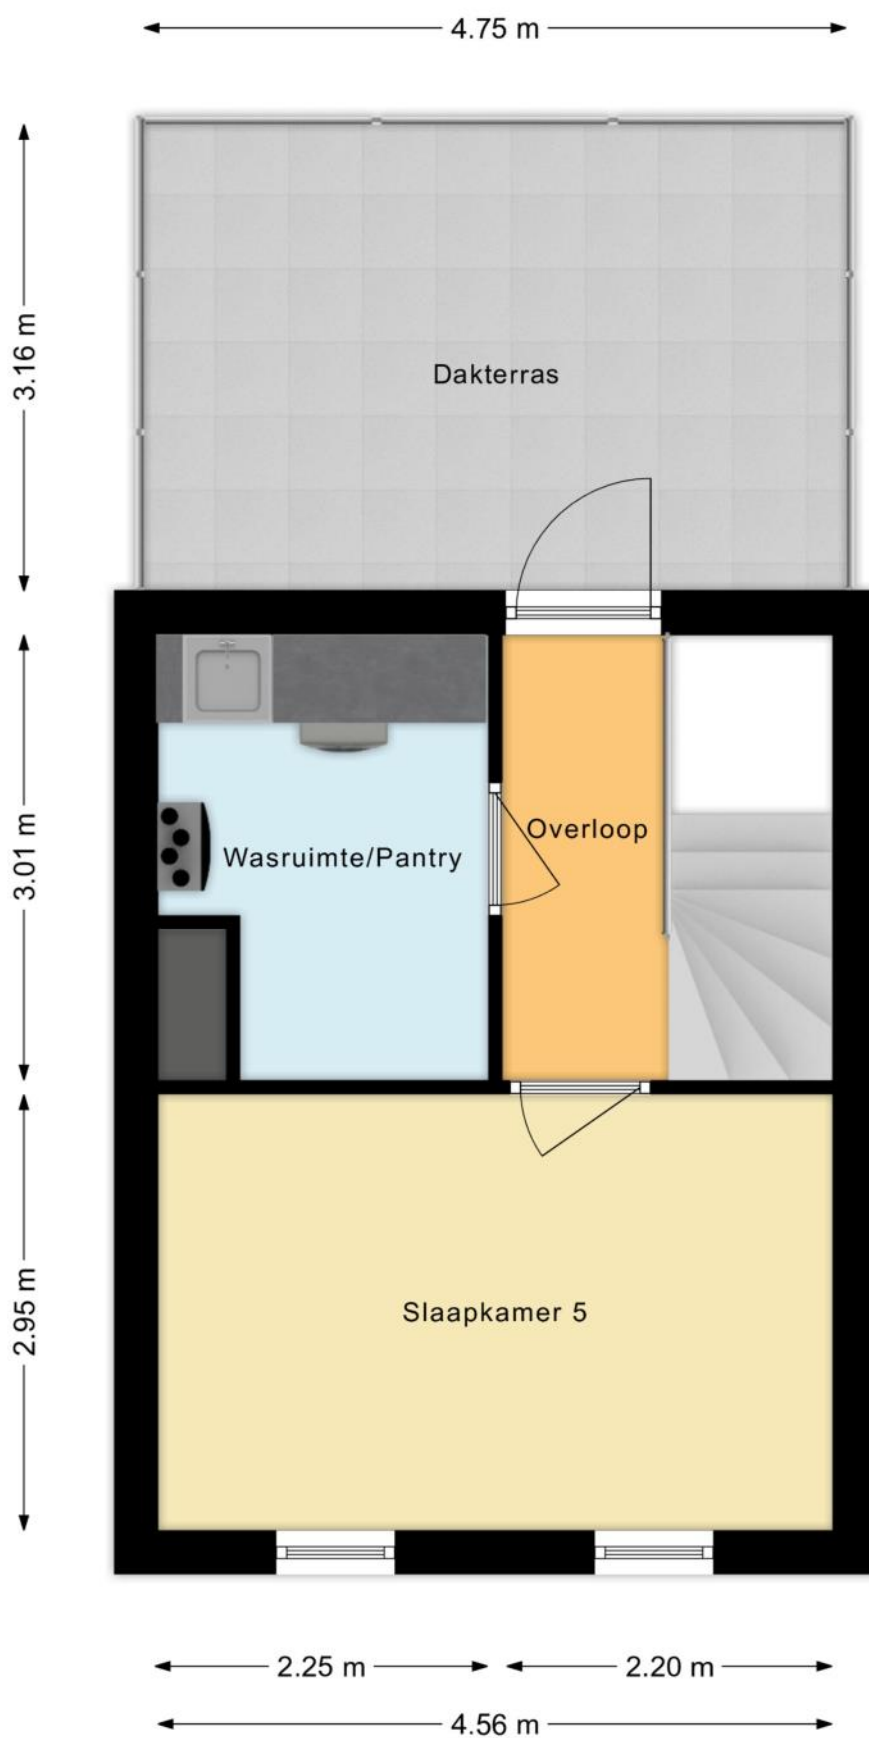 4.75 m
3.16 m
Dakterras
3.01 m
Overloop
Wasruimte/Pantry
2.95 m
Slaapkamer 5
2.25 m
2.20 m
4.56 m